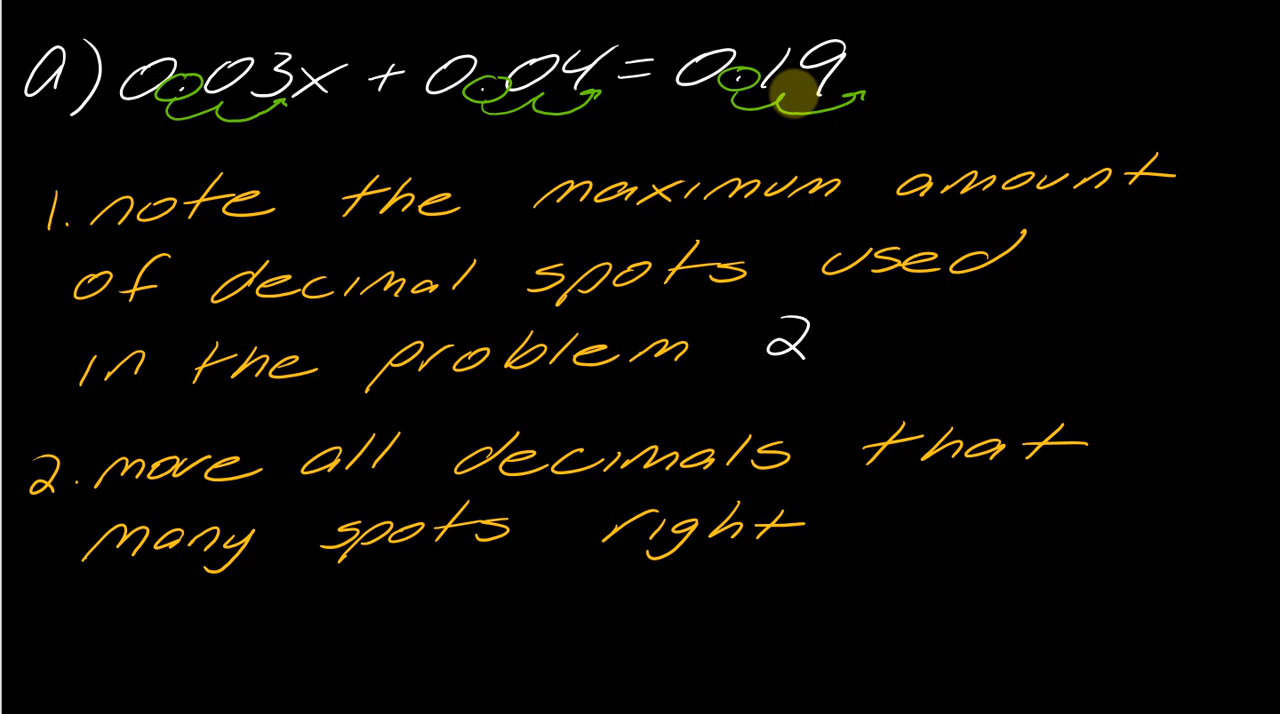 a) 0.03x + 0.04 = 0.19
1. note the maximum amount
of decimal spots used
in the problem 2
2. move all decimals that
many spots right